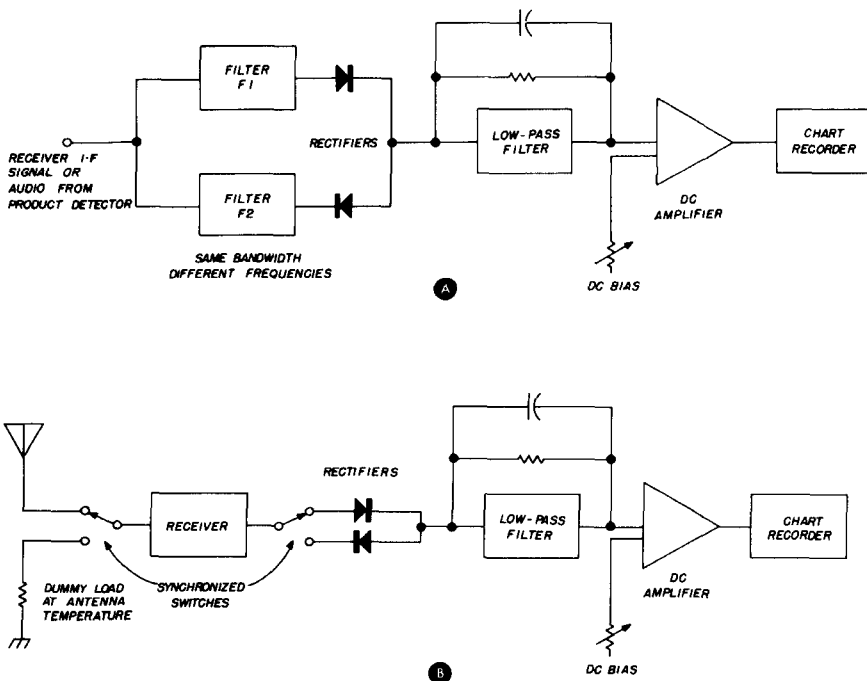 FILTER
F1
RECTIFIERS
LOW-PASS
FILTER
CHART
RECORDER
RECEIVER I-F
SIGNAL OR
AUDIO FROM
PRODUCT DETECTOR
FILTER
F2
DC
AMPLIFIER
SAME BANDWIDTH
DIFFERENT FREQUENCIES
DC BIAS
A
RECTIFIERS
RECEIVER
LOW-PASS
FILTER
CHART
RECORDER
DUMMY LOAD
AT ANTENNA
TEMPERATURE
SYNCHRONIZED
SWITCHES
DC
AMPLIFIER
DC BIAS
B